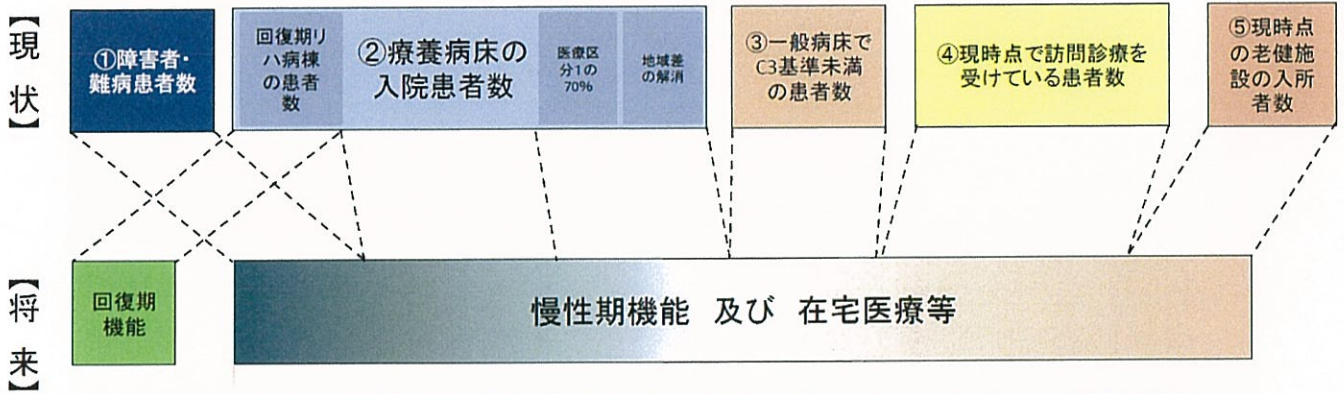 【現状】
①障害者・
難病患者数
回復期リ
ハ病棟
の患者
数
②療養病床の
入院患者数
医療区
分1の
70%
地域差
の解消
③一般病床で
C3基準未満
の患者数
④現時点で訪問診療を
受けている患者数
⑤現時点
の老健施
設の入所
者数
【将来】
回復期
機能
慢性期機能 及び 在宅医療等